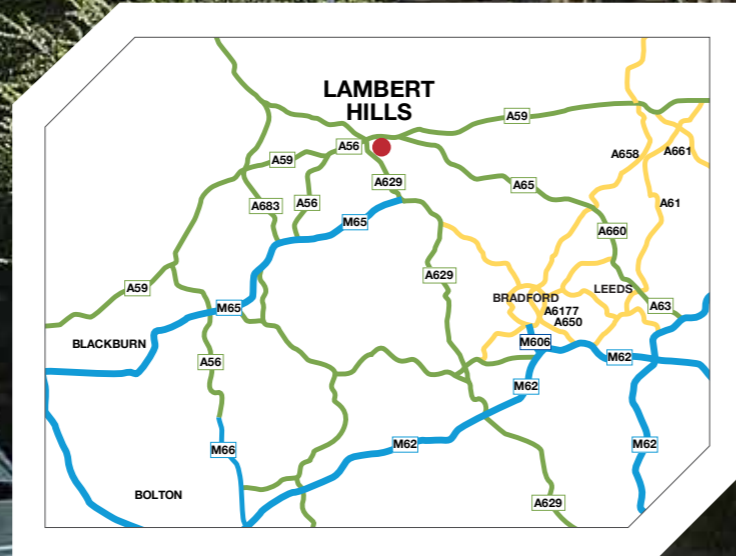 LAMBERT
HILLS
A59
A56
A59
A658
A661
A629
A65
A683
A56
A61
M65
A660
A629
A59
BRADFORD
LEEDS
M65
A6177
A650
A63
BLACKBURN
M606
A56
M62
M62
M66
M62
M62
BOLTON
A629